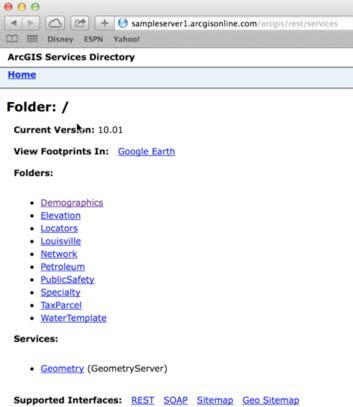 sampleserver1.arcgisonline.com/arcgis/rest/services
Disney ESPN Yahoo!
ArcGIS Services Directory
Home
Folder: /
Current Version: 10.01
View Footprints In: Google Earth
Folders:
Demographics
Elevation
Locators
Louisville
Network
Petroleum
PublicSafety
Specialty
TaxParcel
WaterTemplate
Services:
Geometry (GeometryServer)
Supported Interfaces: REST SOAP Sitemap Geo Sitemap